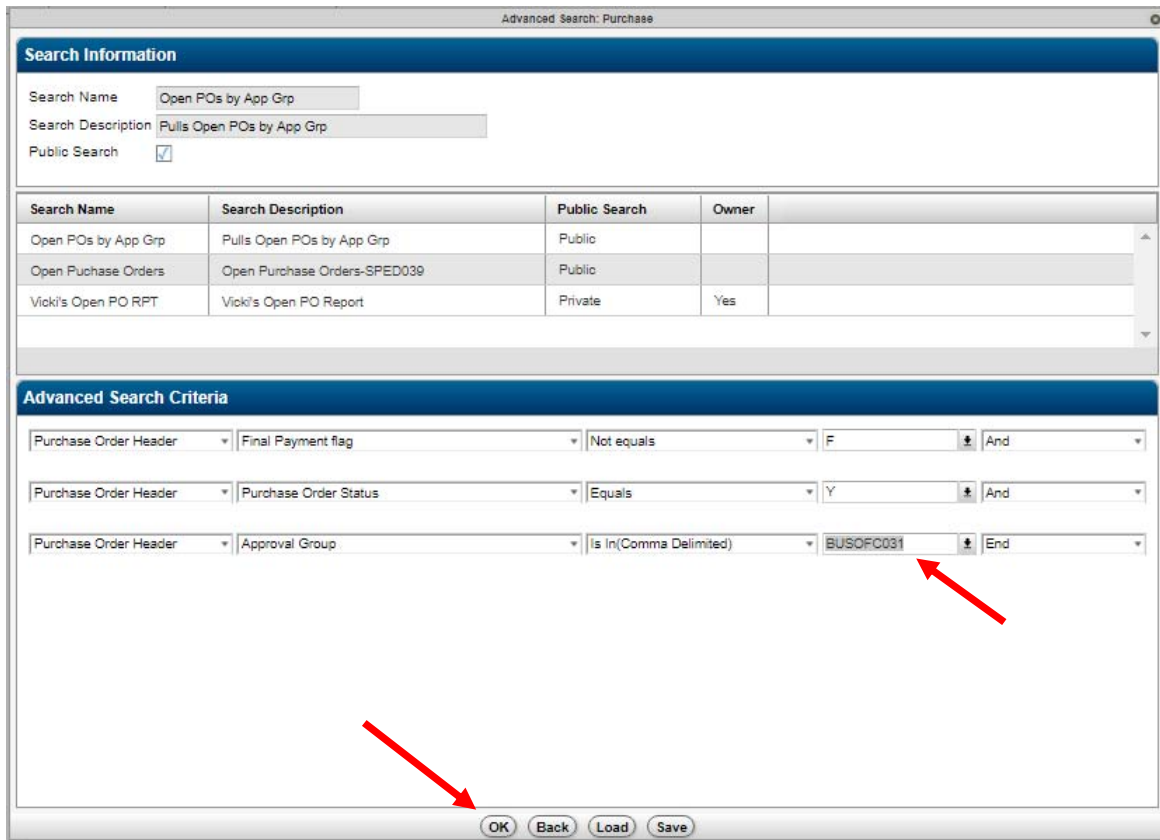 Advanced Search: Purchase
Search Information
Search Name Open POs by App Grp
Search Description Pulls Open POs by App Grp
Public Search
Search Name Search Description Public Search Owner
Open POs by App Grp Pulls Open POs by App Grp Public
Open Puchase Orders Open Purchase Orders-SPED039 Public
Vicki's Open PO RPT Vicki's Open PO Report Private Yes
Advanced Search Criteria
Purchase Order Header Final Payment flag Not equals F And
Purchase Order Header Purchase Order Status Equals Y And
Purchase Order Header Approval Group Is In(Comma Delimited) BUSOFC031 End
OK Back Load Save